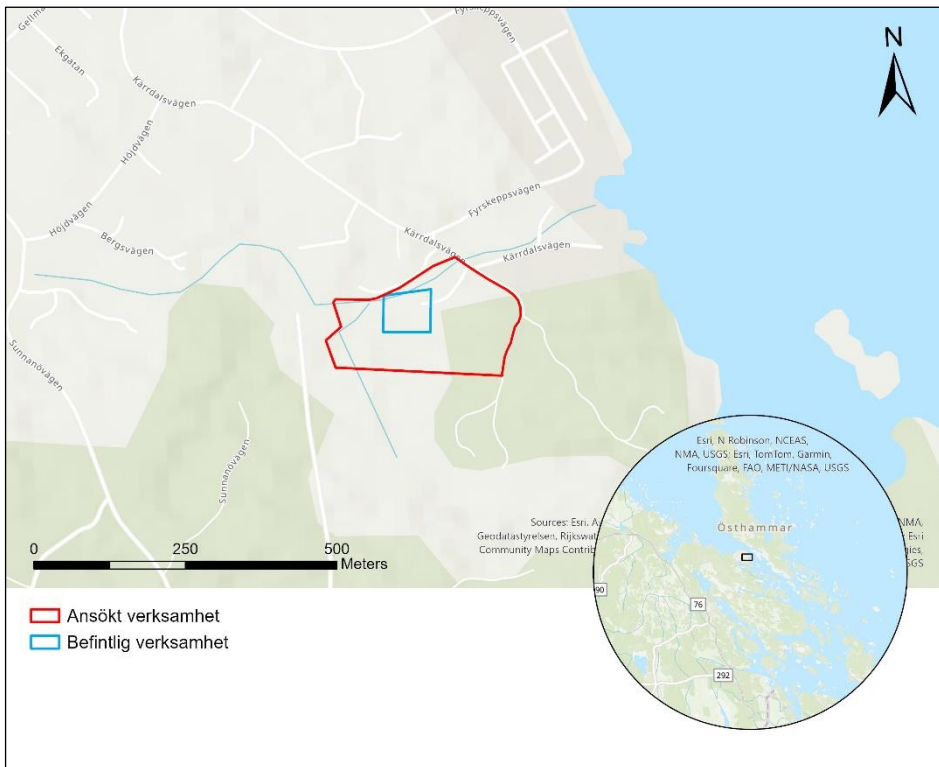 Gellm
Ekgatan
Kärrdalsvägen
Höjdvägen
Höjdvägen
Bergsvägen
Sunnanövägen
Sunnanövägen
Fyrskeppsvägen
Fyrskeppsvägen
Kärrdalsvägen
Kärrdalsvägen
N
Esri, N Robinson, NCEAS,
NMA, USGS; Esri, TomTom, Garmin,
Foursquare, FAO, METI/NASA, USGS
Östhammar
90
76
292
Sources: Esri, A
NMA,
Geodatastyrelsen, Rijkswat
Esri
Community Maps Contrib
gies,
SGS
0 250 500
Meters
Ansökt verksamhet
Befintlig verksamhet